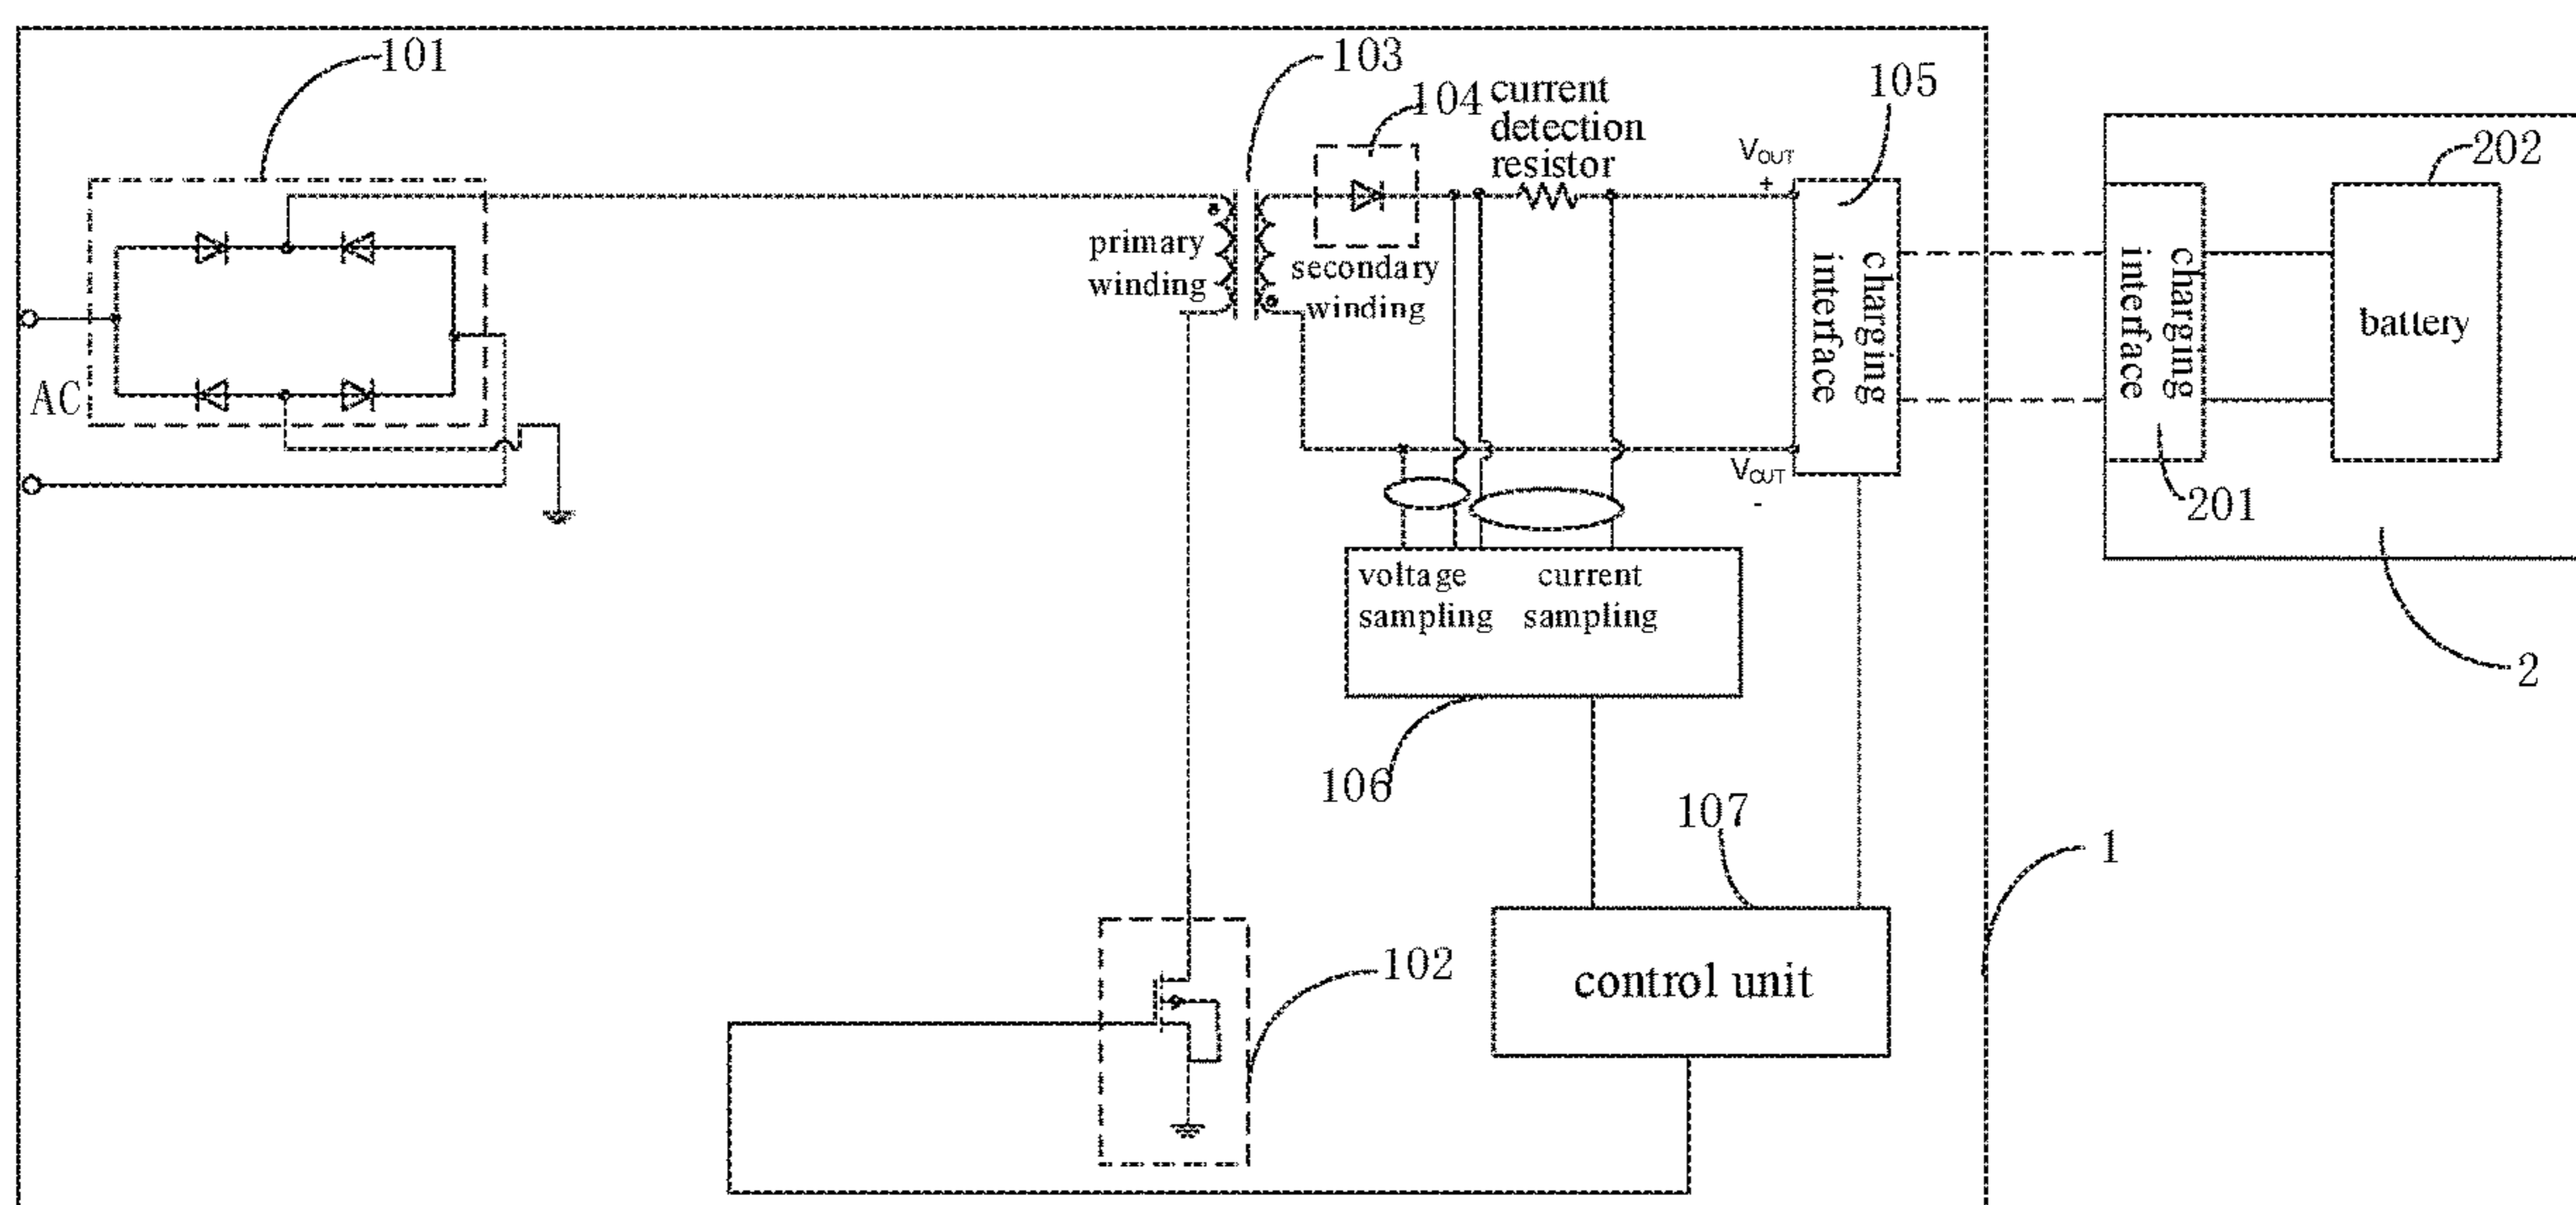 101
103
104
current
detection
resistor
105
VOUT
+
202
primary
winding
secondary
winding
charging
interface
charging
interface
battery
AC
VOUT
-
201
voltage
sampling
current
sampling
2
106
107
1
102
control unit